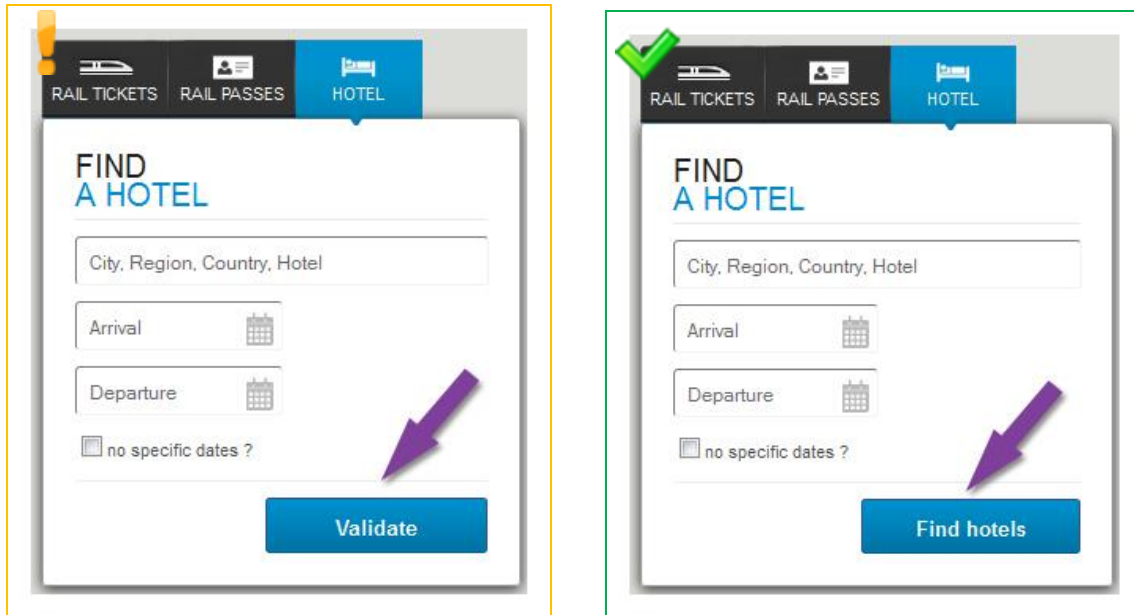 RAIL TICKETS RAIL PASSES HOTEL
FIND
A HOTEL
City, Region, Country, Hotel
Arrival
Departure
no specific dates ?
Validate
RAIL TICKETS RAIL PASSES HOTEL
FIND
A HOTEL
City, Region, Country, Hotel
Arrival
Departure
no specific dates ?
Find hotels